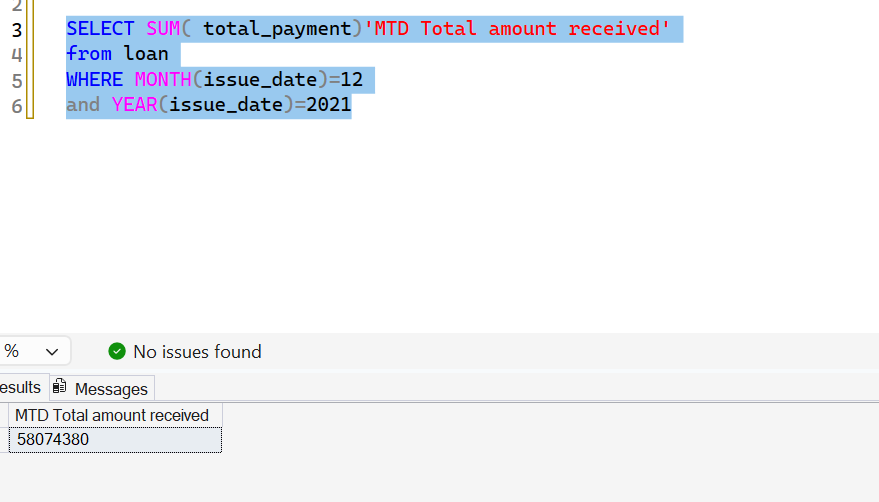 2
3 SELECT SUM( total_payment)'MTD Total amount received'
4 from loan
5 WHERE MONTH(issue_date)=12
6 and YEAR(issue_date)=2021
% No issues found
esults Messages
MTD Total amount received
58074380